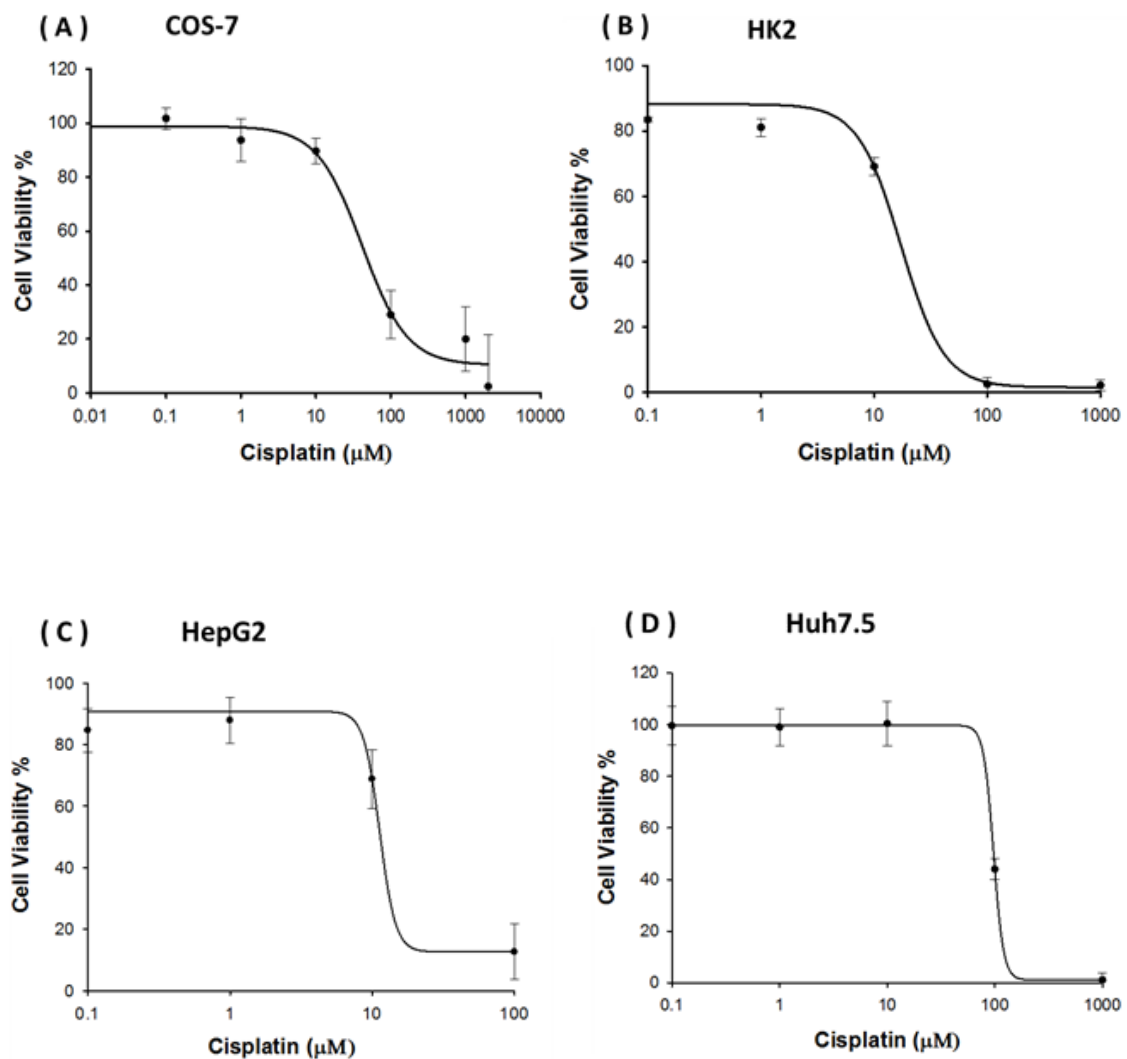 ( A ) COS-7
120
100
80
60
40
20
0
Cell Viability %
0.01 0.1 1 10 100 1000 10000
Cisplatin (μM)
( B ) HK2
100
80
60
40
20
0
Cell Viability %
0.1 1 10 100 1000
Cisplatin (μM)
( C ) HepG2
100
80
60
40
20
0
Cell Viability %
0.1 1 10 100
Cisplatin (μM)
( D ) Huh7.5
120
100
80
60
40
20
0
Cell Viability %
0.1 1 10 100 1000
Cisplatin (μM)